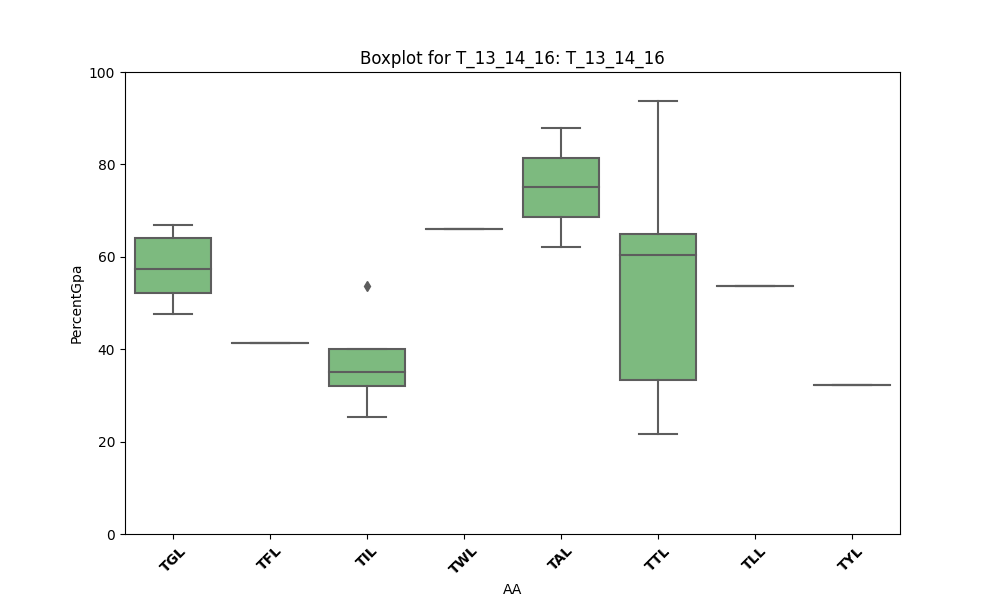 Boxplot for T_13_14_16: T_13_14_16
PercentGpa
100
80
60
40
20
0
TGL
TFL
TIL
TWL
TAL
TTL
TLL
TYL
AA